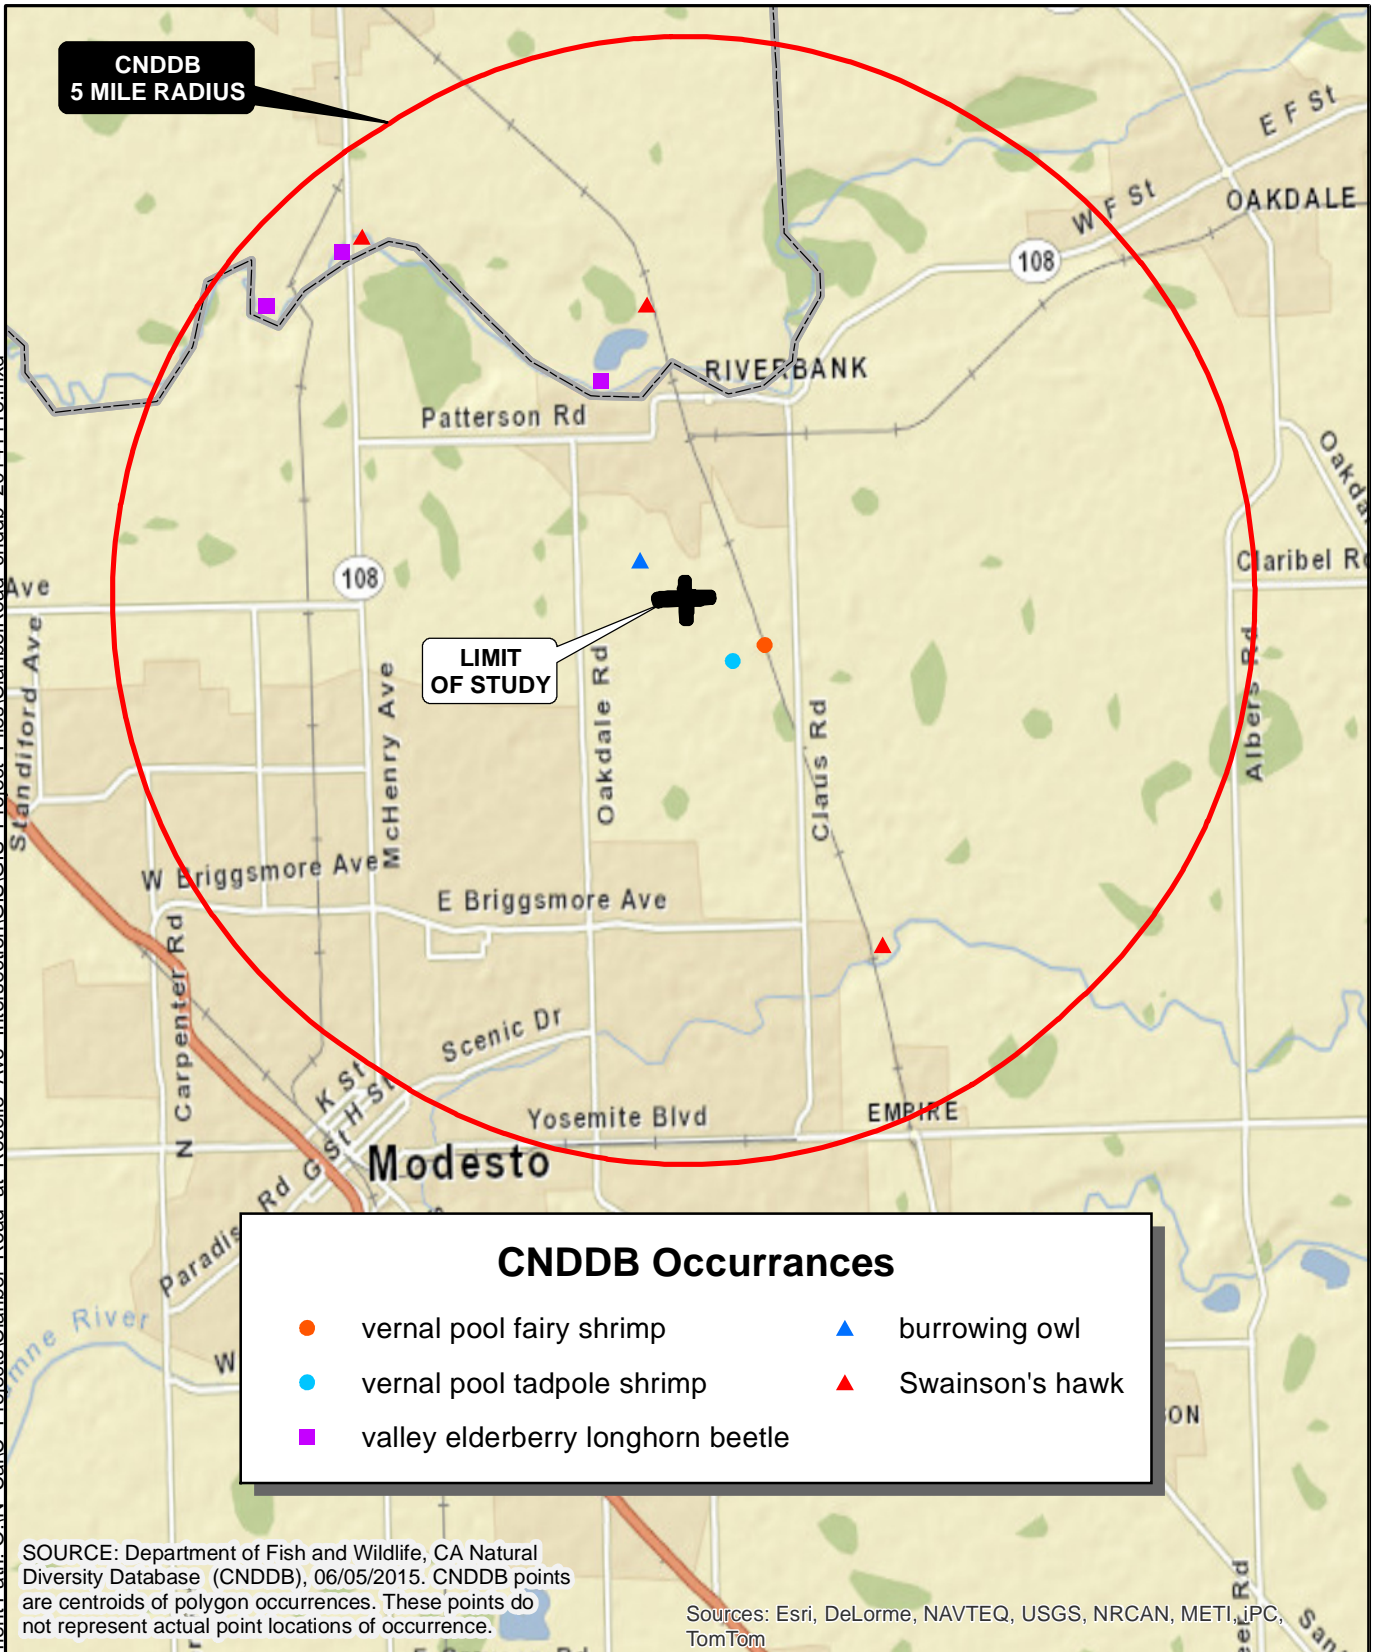 CNDDB
5 MILE RADIUS
E F St
W F St
OAKDALE
108
RIVERBANK
Patterson Rd
108
Claribel
Ave
LIMIT
OF STUDY
Standiford Ave
McHenry Ave
Oakdale Rd
Claus Rd
Albers Rd
W Briggsmore Ave
E Briggsmore Ave
N Carpenter Rd
Scenic Dr
K St
H St
G St
Yosemite Blvd
EMPIRE
Modesto
Rd
River
W
CNDDB Occurrances
vernal pool fairy shrimp
vernal pool tadpole shrimp
valley elderberry longhorn beetle
burrowing owl
Swainson's hawk
SOURCE: Department of Fish and Wildlife, CA Natural
Diversity Database (CNDDB), 06/05/2015. CNDDB points
are centroids of polygon occurrences. These points do
not represent actual point locations of occurrence.
Sources: Esri, DeLorme, NAVTEQ, USGS, NRCAN, METI, iPC,
TomTom
Rd